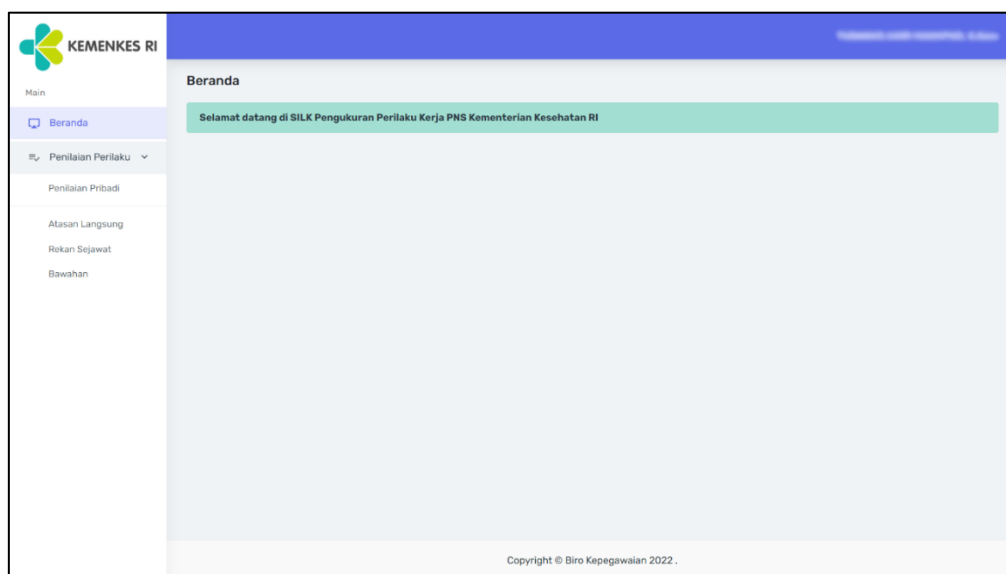 KEMENKES RI
Main
Beranda
Penilaian Perilaku
Penilaian Pribadi
Atasan Langsung
Rekan Sejawat
Bawahan
Beranda
Selamat datang di SILK Pengukuran Perilaku Kerja PNS Kementerian Kesehatan RI
Copyright © Biro Kepegawaian 2022 .